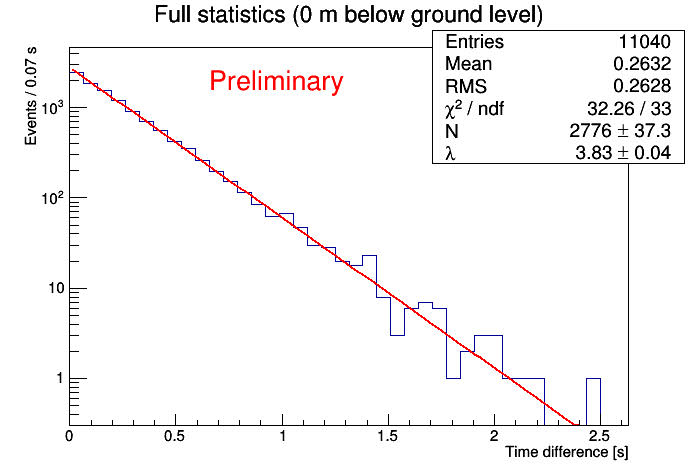 Full statistics (0 m below ground level)
Entries 11040
Mean 0.2632
RMS 0.2628
χ² / ndf 32.26 / 33
N 2776 ± 37.3
λ 3.83 ± 0.04
Preliminary
Events / 0.07 s
10³
10²
10
1
0 0.5 1 1.5 2 2.5
Time difference [s]